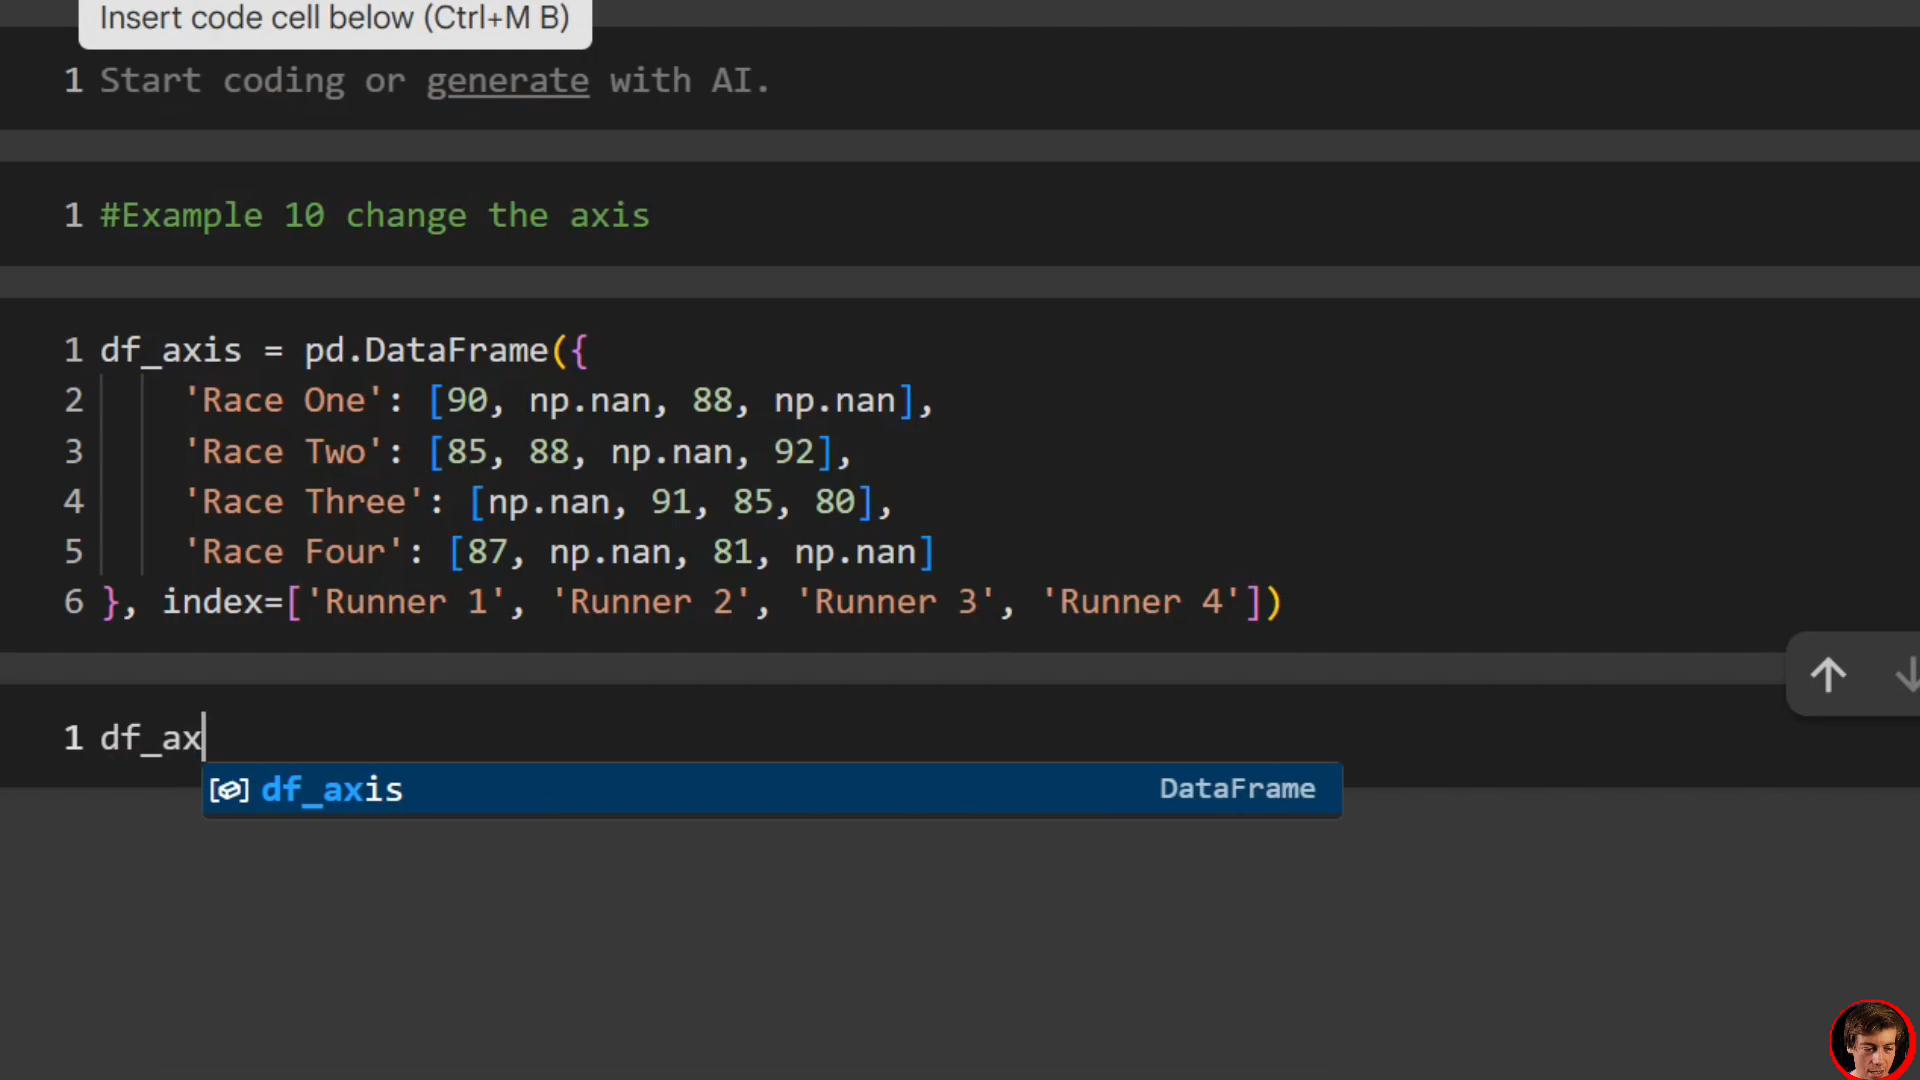 Insert code cell below (Ctrl+M B)
1 Start coding or generate with AI.
1 #Example 10 change the axis
1 df_axis = pd.DataFrame({
2 'Race One': [90, np.nan, 88, np.nan],
3 'Race Two': [85, 88, np.nan, 92],
4 'Race Three': [np.nan, 91, 85, 80],
5 'Race Four': [87, np.nan, 81, np.nan]
6 }, index=['Runner 1', 'Runner 2', 'Runner 3', 'Runner 4'])
1 df_ax
df_axis DataFrame